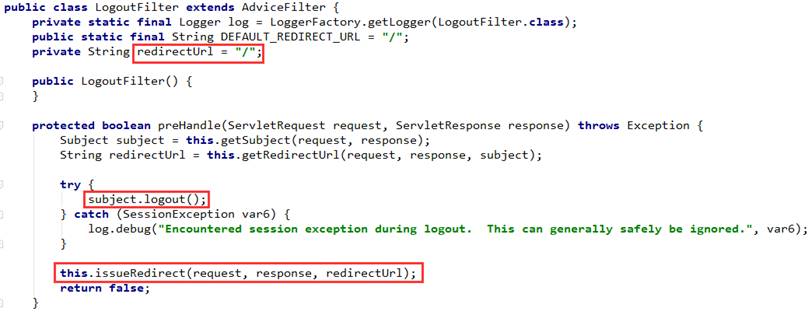 public class LogoutFilter extends AdviceFilter {
    private static final Logger log = LoggerFactory.getLogger(LogoutFilter.class);
    public static final String DEFAULT_REDIRECT_URL = "/";
    private String redirectUrl = "/";
    public LogoutFilter() {
    }
    protected boolean preHandle(ServletRequest request, ServletResponse response) throws Exception {
        Subject subject = this.getSubject(request, response);
        String redirectUrl = this.getRedirectUrl(request, response, subject);
        try {
            subject.logout();
        } catch (SessionException var6) {
            log.debug("Encountered session exception during logout.  This can generally safely be ignored.", var6);
        }
        this.issueRedirect(request, response, redirectUrl);
        return false;
    }